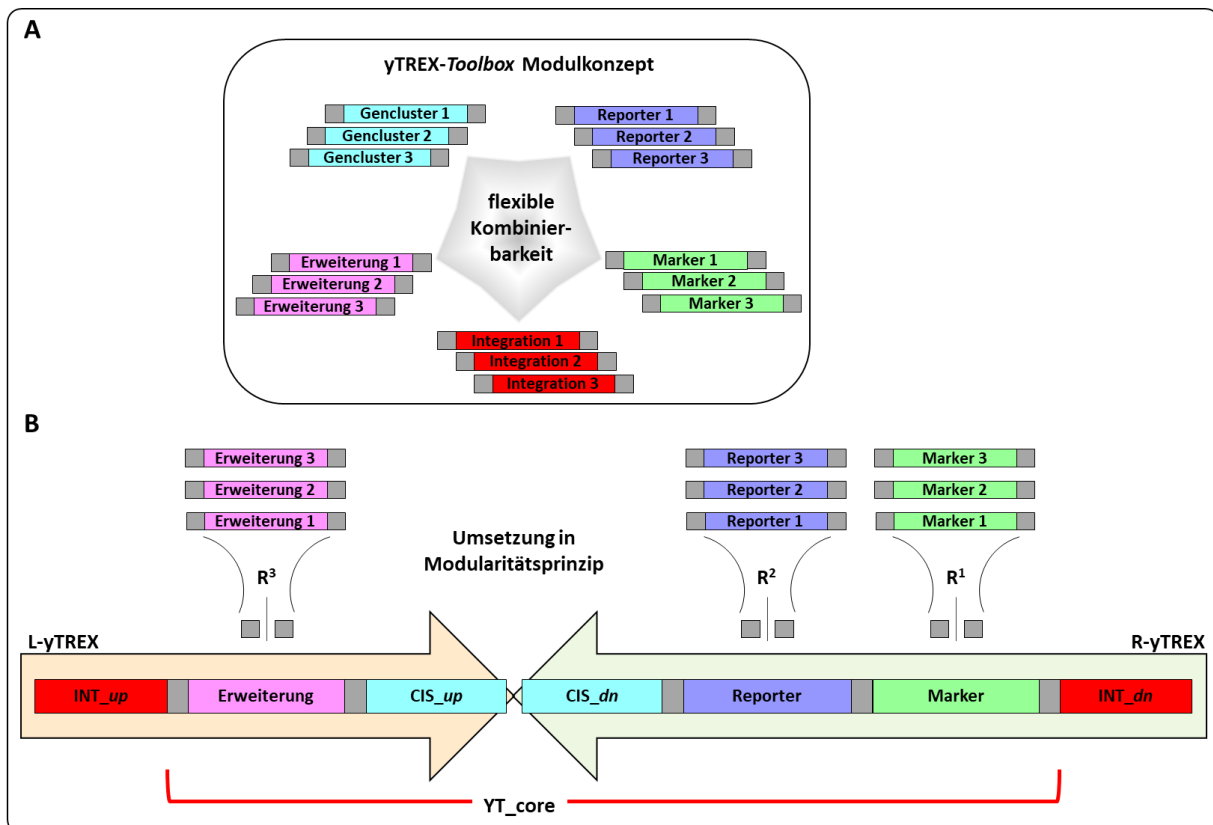 A
yTREX-Toolbox Modulkonzept
Gencluster 1
Gencluster 2
Gencluster 3
Reporter 1
Reporter 2
Reporter 3
flexible
Kombinier-
barkeit
Erweiterung 1
Erweiterung 2
Erweiterung 3
Marker 1
Marker 2
Marker 3
Integration 1
Integration 2
Integration 3
B
Erweiterung 3
Erweiterung 2
Erweiterung 1
R³
Umsetzung in
Modularitätsprinzip
Reporter 3
Reporter 2
Reporter 1
R²
Marker 3
Marker 2
Marker 1
R¹
L-yTREX
R-yTREX
INT_up
Erweiterung
CIS_up
CIS_dn
Reporter
Marker
INT_dn
YT_core